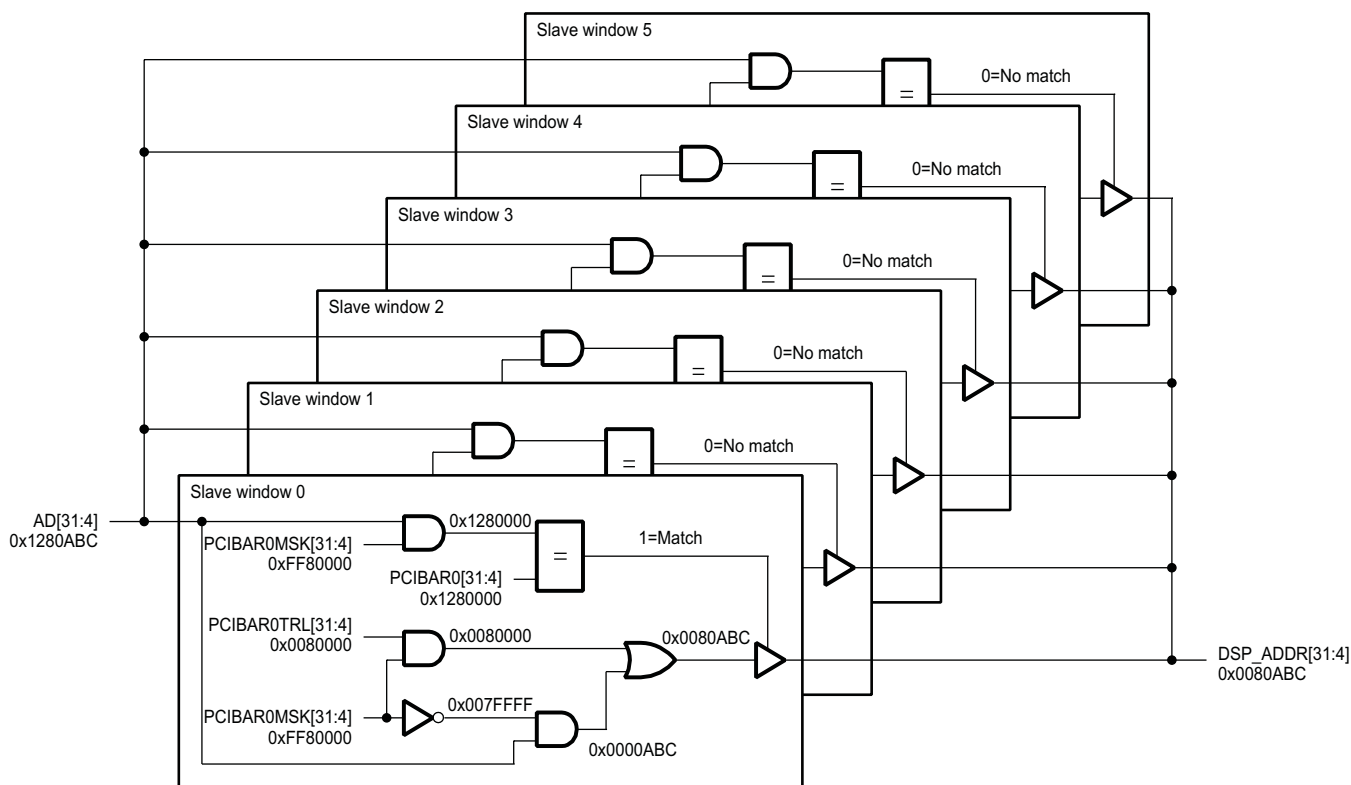 Slave window 5
0=No match
=
Slave window 4
0=No match
=
Slave window 3
0=No match
=
Slave window 2
0=No match
=
Slave window 1
0=No match
=
Slave window 0
AD[31:4]
0x1280ABC
PCIBAR0MSK[31:4]
0xFF80000
0x1280000
=
1=Match
PCIBAR0[31:4]
0x1280000
PCIBAR0TRL[31:4]
0x0080000
0x0080000
0x0080ABC
DSP_ADDR[31:4]
0x0080ABC
PCIBAR0MSK[31:4]
0xFF80000
0x007FFFF
0x0000ABC